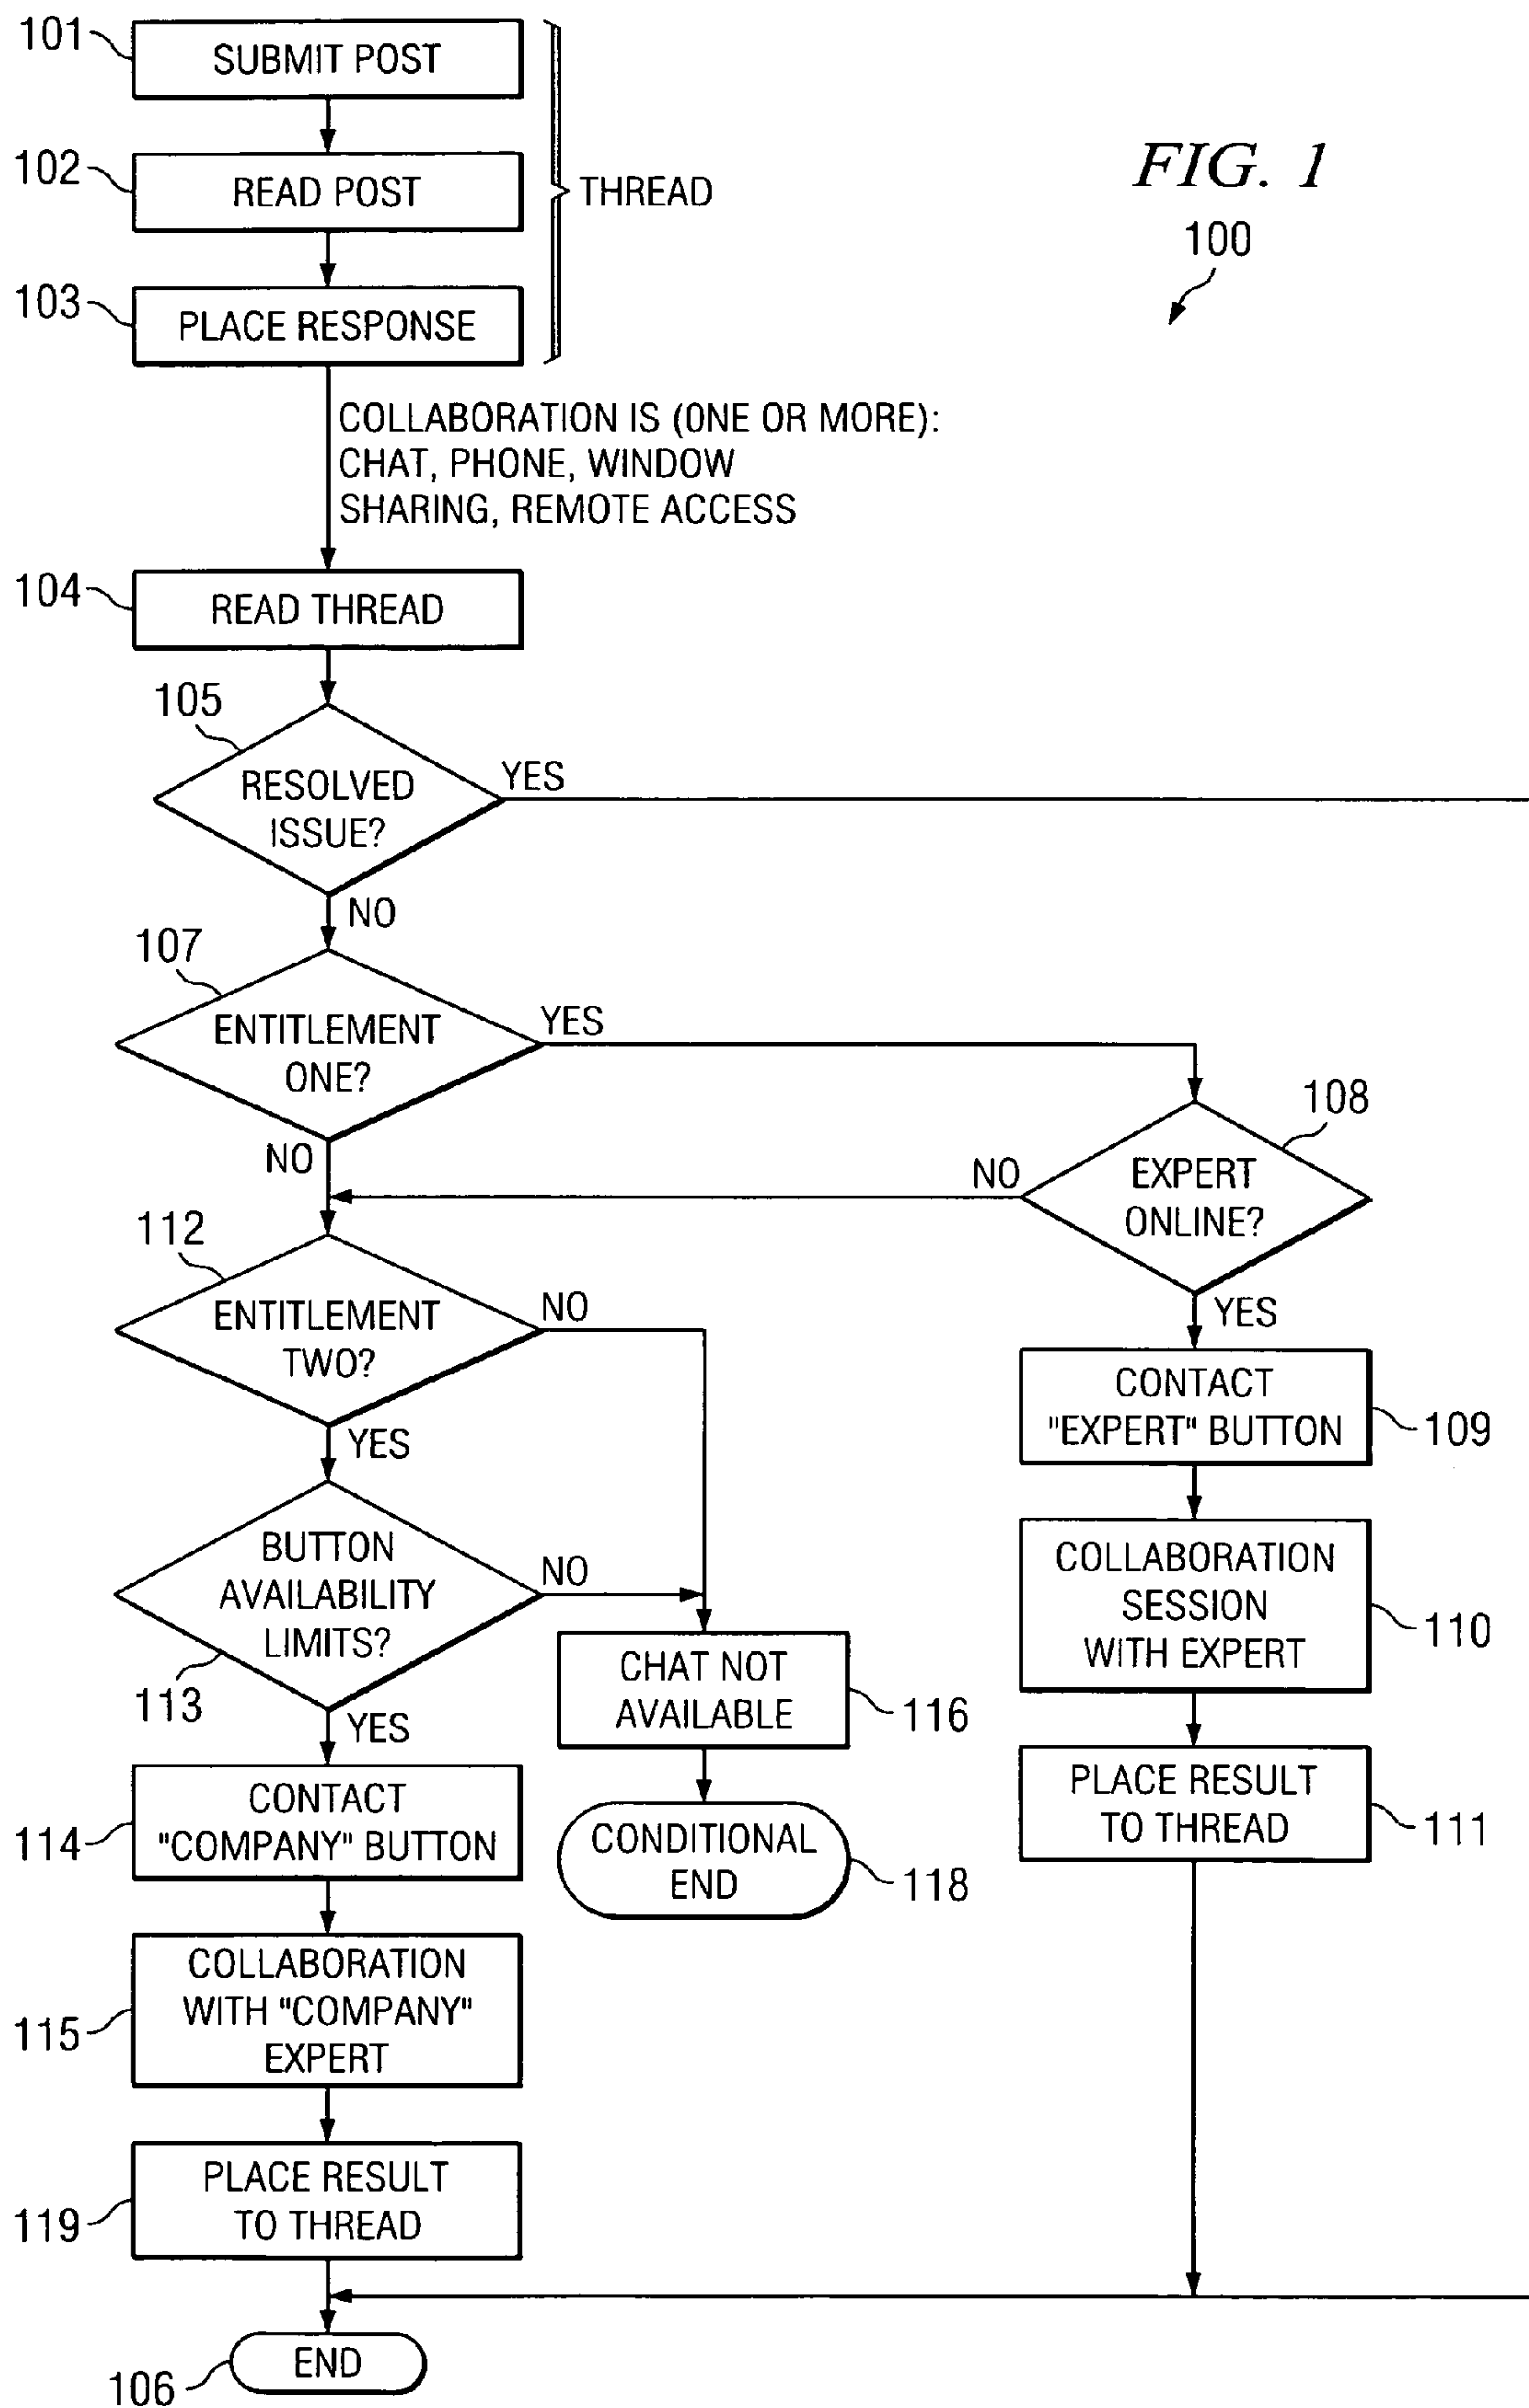 FIG. 1
100
101
SUBMIT POST
102
READ POST
THREAD
103
PLACE RESPONSE
COLLABORATION IS (ONE OR MORE):
CHAT, PHONE, WINDOW
SHARING, REMOTE ACCESS
104
READ THREAD
105
RESOLVED
ISSUE?
YES
NO
107
ENTITLEMENT
ONE?
YES
NO
108
EXPERT
ONLINE?
NO
YES
112
ENTITLEMENT
TWO?
NO
YES
CONTACT
"EXPERT" BUTTON
109
BUTTON
AVAILABILITY
LIMITS?
NO
113
YES
COLLABORATION
SESSION
WITH EXPERT
110
CHAT NOT
AVAILABLE
116
PLACE RESULT
TO THREAD
111
CONTACT
"COMPANY" BUTTON
114
CONDITIONAL
END
118
COLLABORATION
WITH "COMPANY"
EXPERT
115
PLACE RESULT
TO THREAD
119
END
106